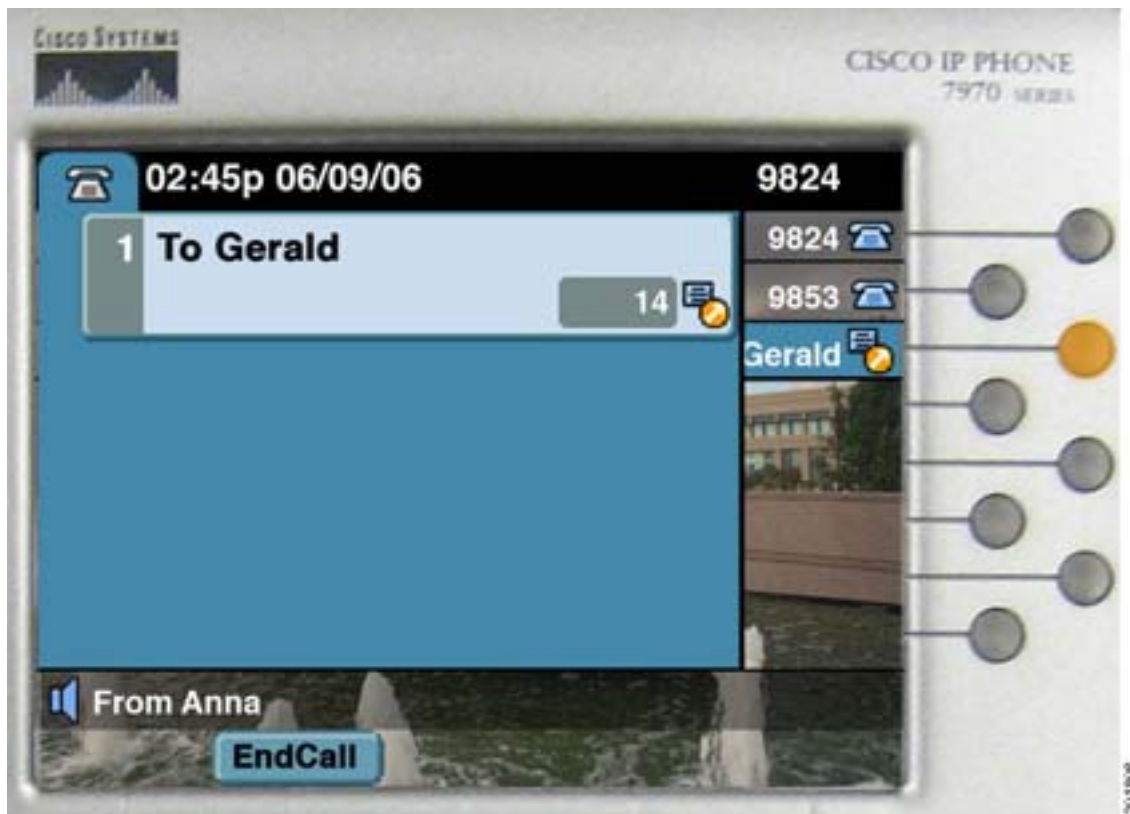 CISCO SYSTEMS
CISCO IP PHONE
7970 SERIES
02:45p 06/09/06
9824
1 To Gerald
14
9824
9853
Gerald
From Anna
EndCall